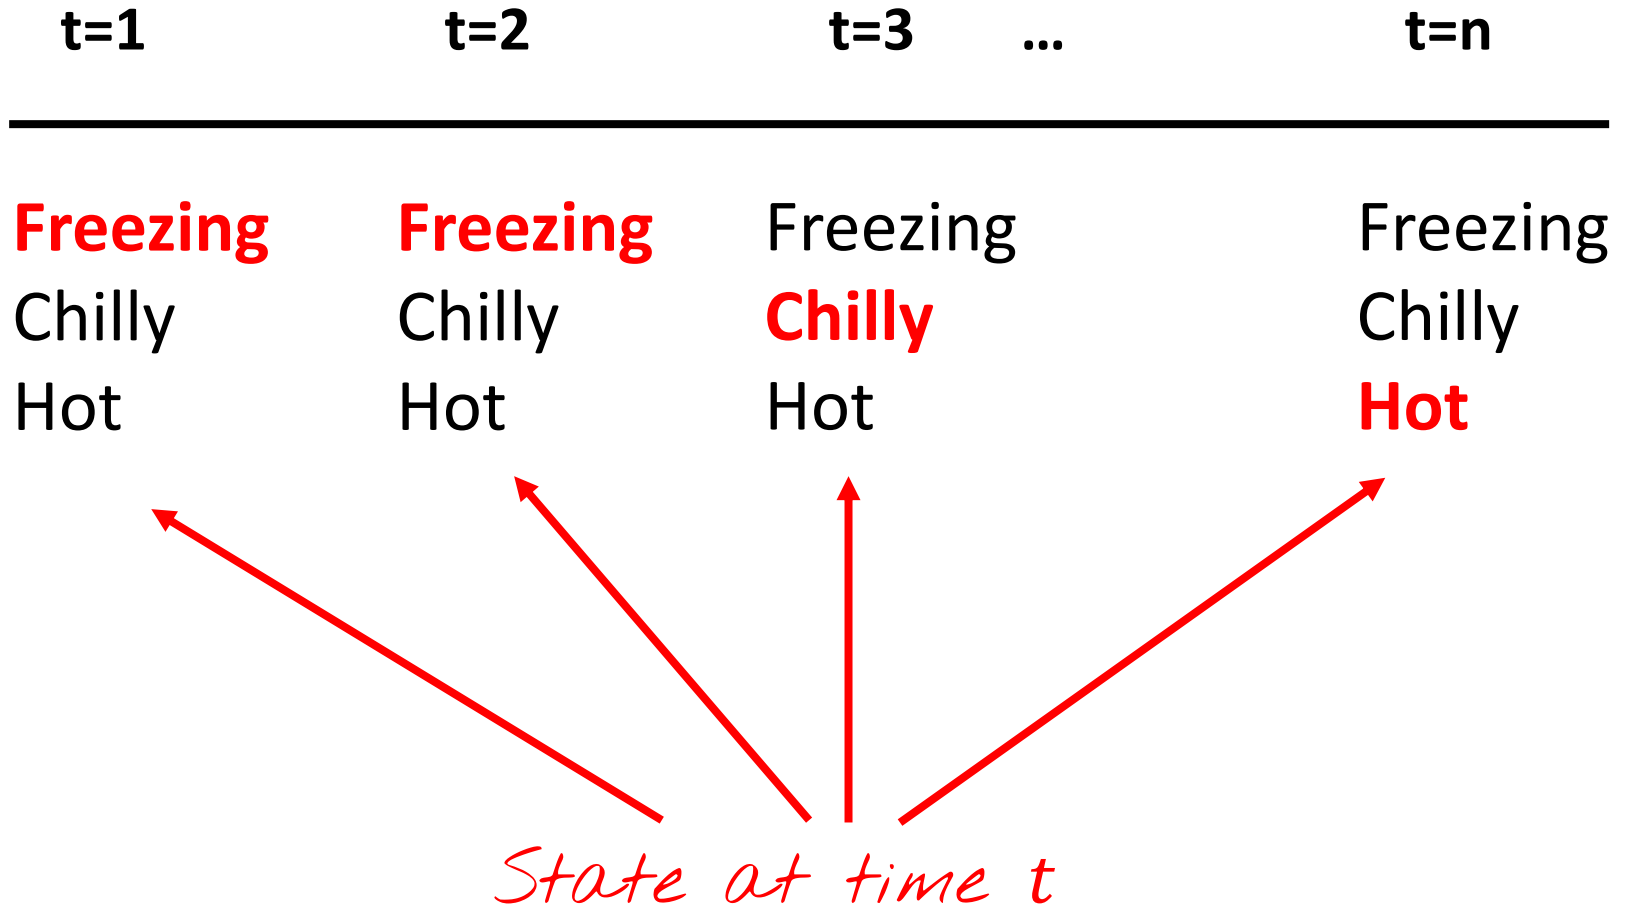 t=1 t=2 t=3 ... t=n
Freezing Freezing Freezing Freezing
Chilly Chilly Chilly Chilly
Hot Hot Hot Hot
State at time t